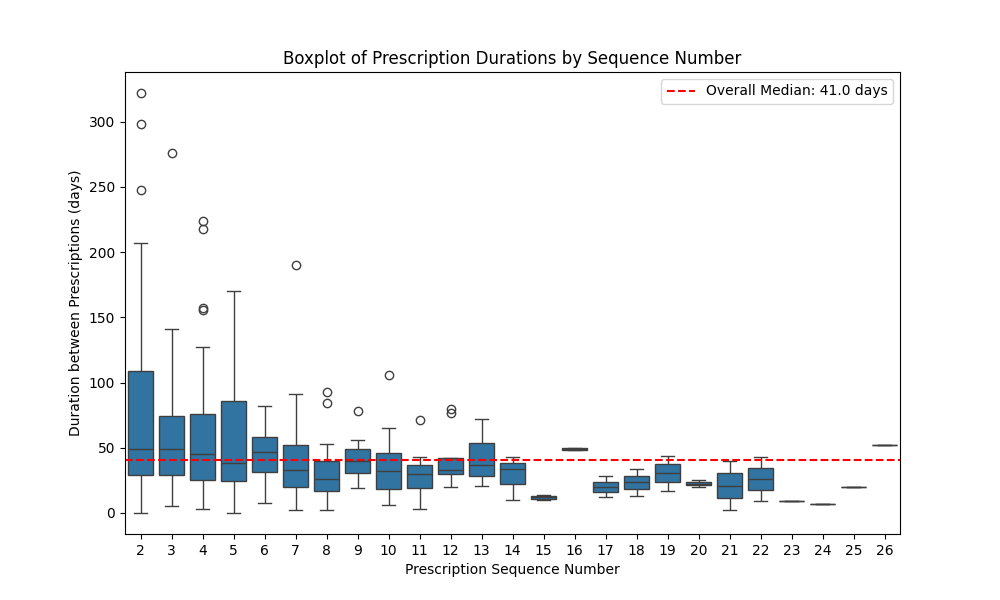 Boxplot of Prescription Durations by Sequence Number
Overall Median: 41.0 days
Duration between Prescriptions (days)
300
250
200
150
100
50
0
2 3 4 5 6 7 8 9 10 11 12 13 14 15 16 17 18 19 20 21 22 23 24 25 26
Prescription Sequence Number